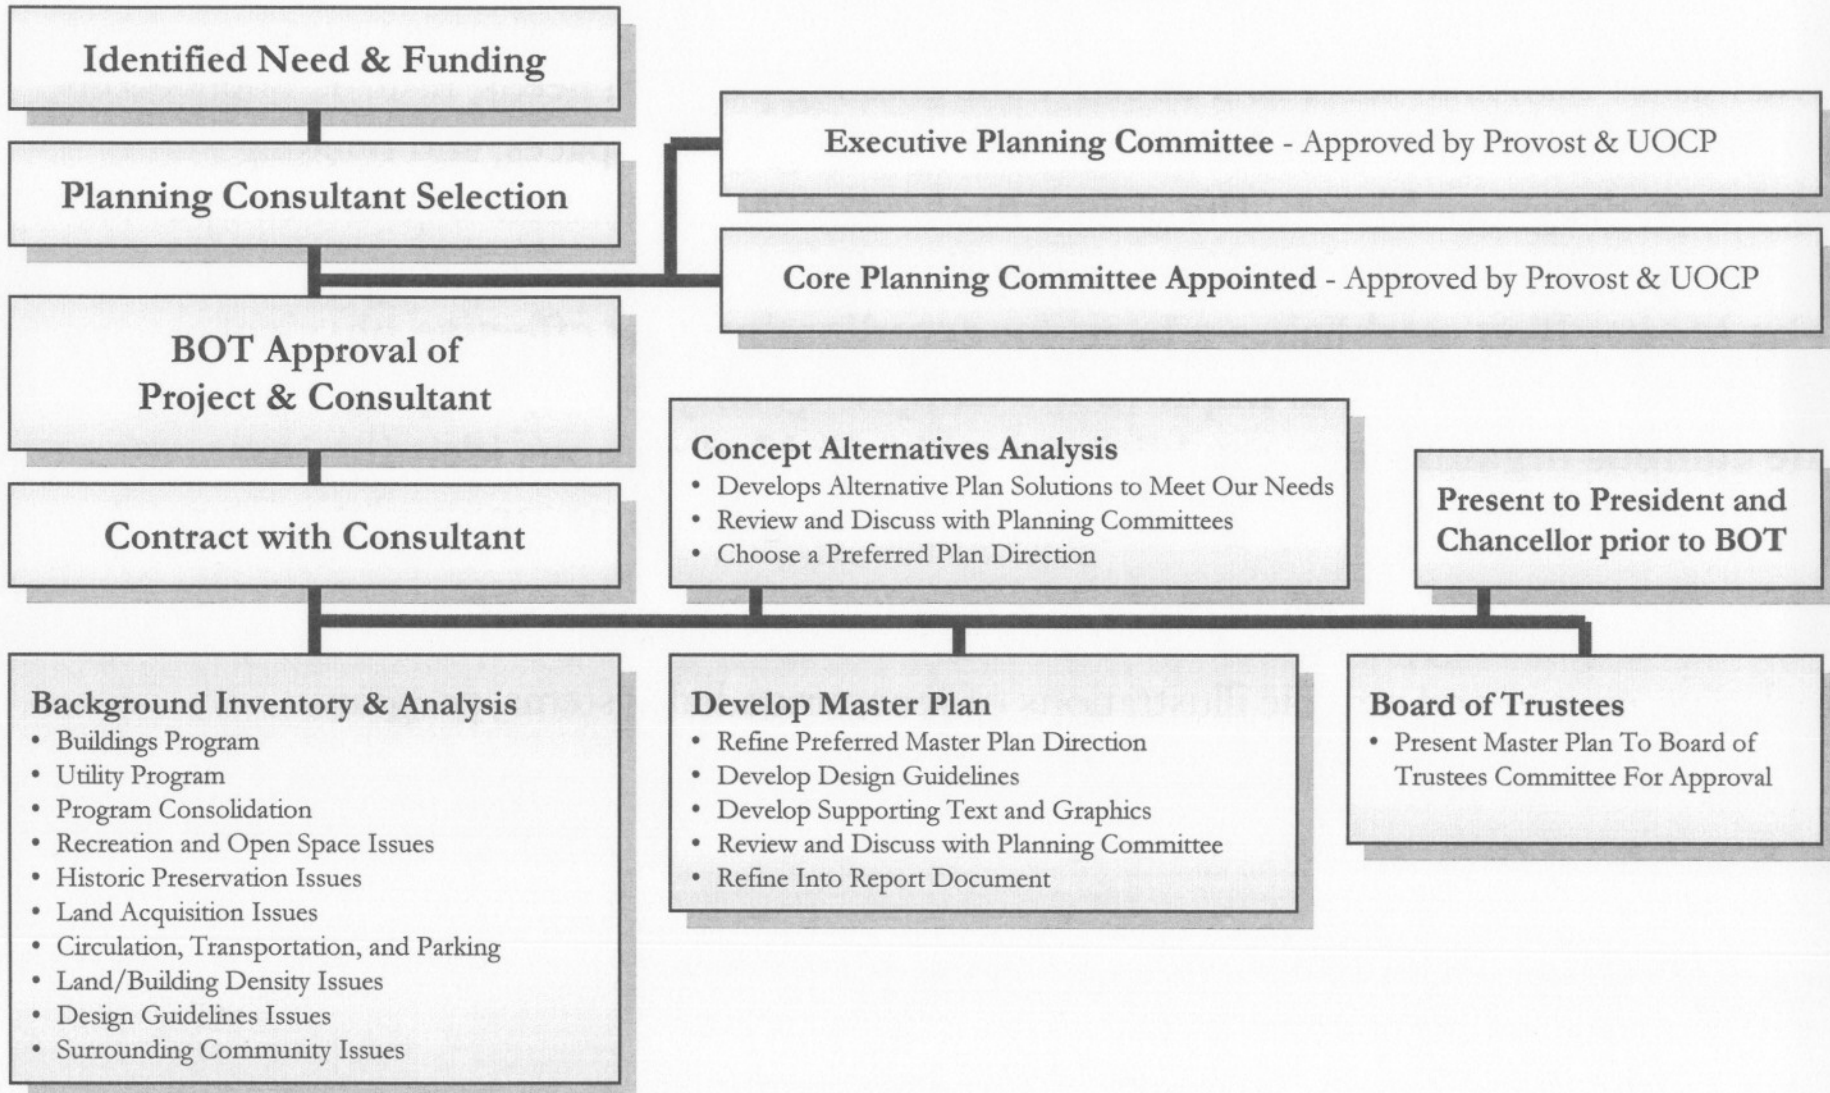 Identified Need & Funding
Planning Consultant Selection
Executive Planning Committee - Approved by Provost & UOCP
Core Planning Committee Appointed - Approved by Provost & UOCP
BOT Approval of
Project & Consultant
Contract with Consultant
Concept Alternatives Analysis
• Develops Alternative Plan Solutions to Meet Our Needs
• Review and Discuss with Planning Committees
• Choose a Preferred Plan Direction
Present to President and
Chancellor prior to BOT
Background Inventory & Analysis
• Buildings Program
• Utility Program
• Program Consolidation
• Recreation and Open Space Issues
• Historic Preservation Issues
• Land Acquisition Issues
• Circulation, Transportation, and Parking
• Land/Building Density Issues
• Design Guidelines Issues
• Surrounding Community Issues
Develop Master Plan
• Refine Preferred Master Plan Direction
• Develop Design Guidelines
• Develop Supporting Text and Graphics
• Review and Discuss with Planning Committee
• Refine Into Report Document
Board of Trustees
• Present Master Plan To Board of
Trustees Committee For Approval